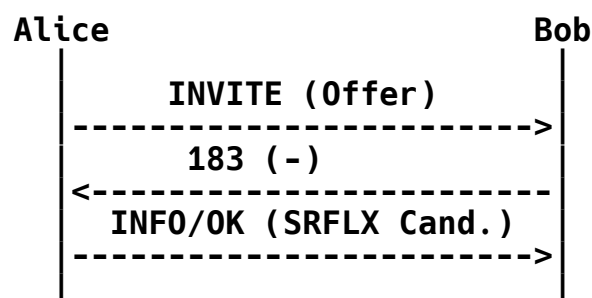 Alice Bob
INVITE (Offer)
183 (-)
INFO/OK (SRFLX Cand.)